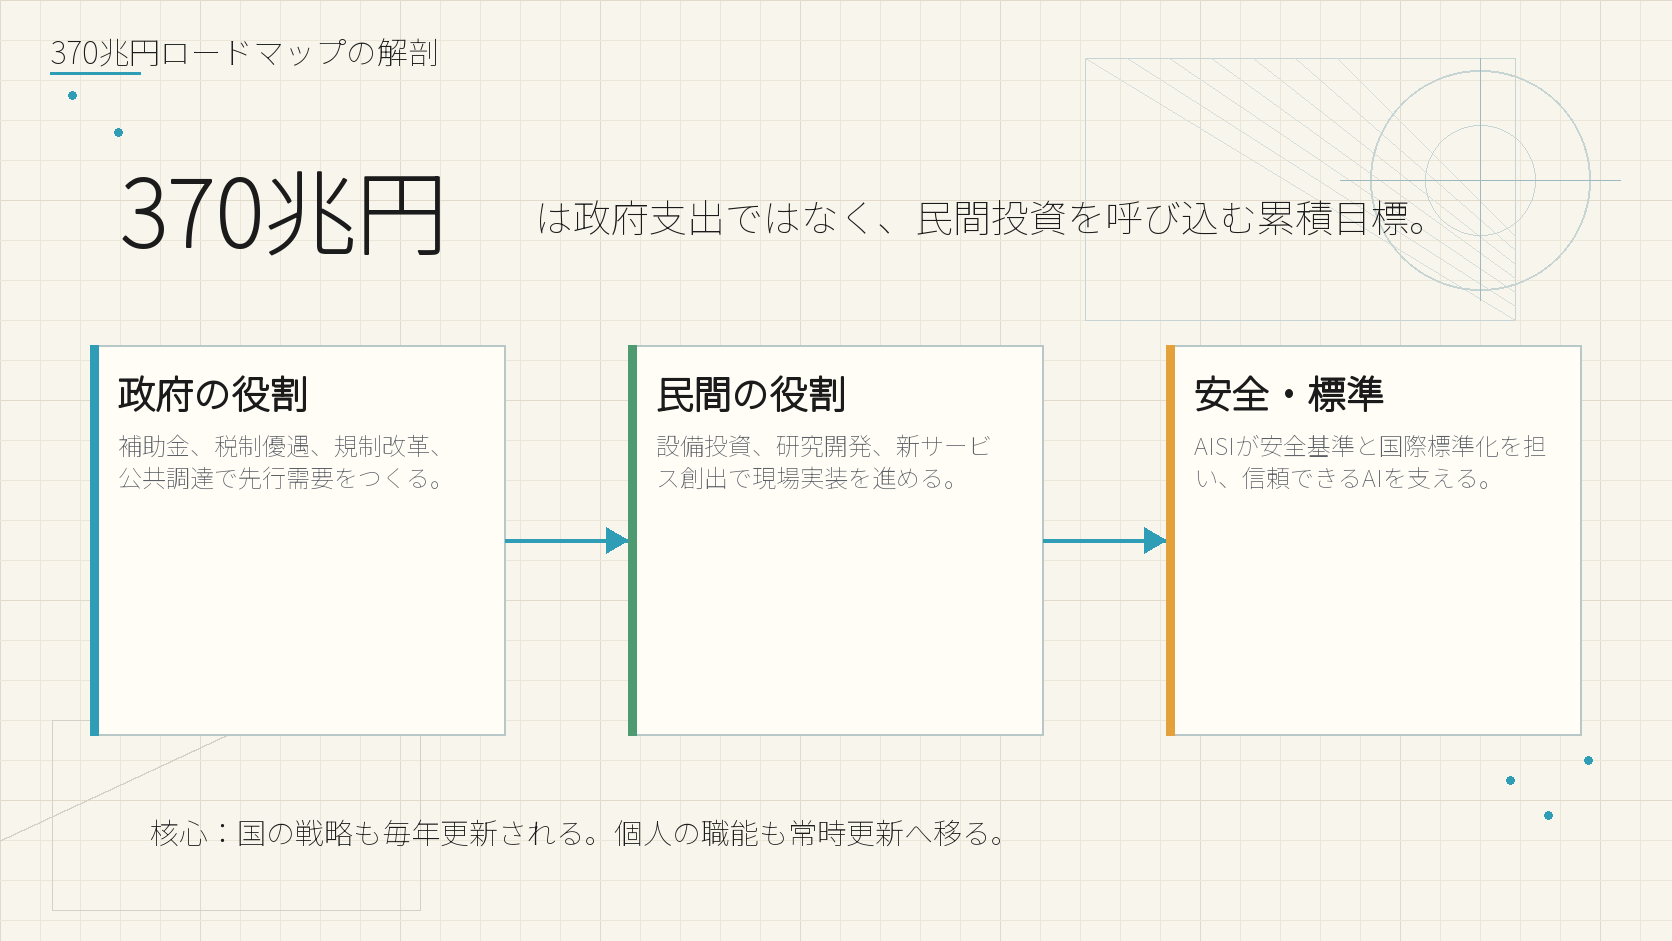 370兆円ロードマップの解剖
370兆円
は政府支出ではなく、民間投資を呼び込む累積目標。
政府の役割
補助金、税制優遇、規制改革、
公共調達で先行需要をつくる。
民間の役割
設備投資、研究開発、新サービ
ス創出で現場実装を進める。
安全・標準
AISIが安全基準と国際標準化を担
い、信頼できるAIを支える。
核心：国の戦略も毎年更新される。個人の職能も常時更新へ移る。